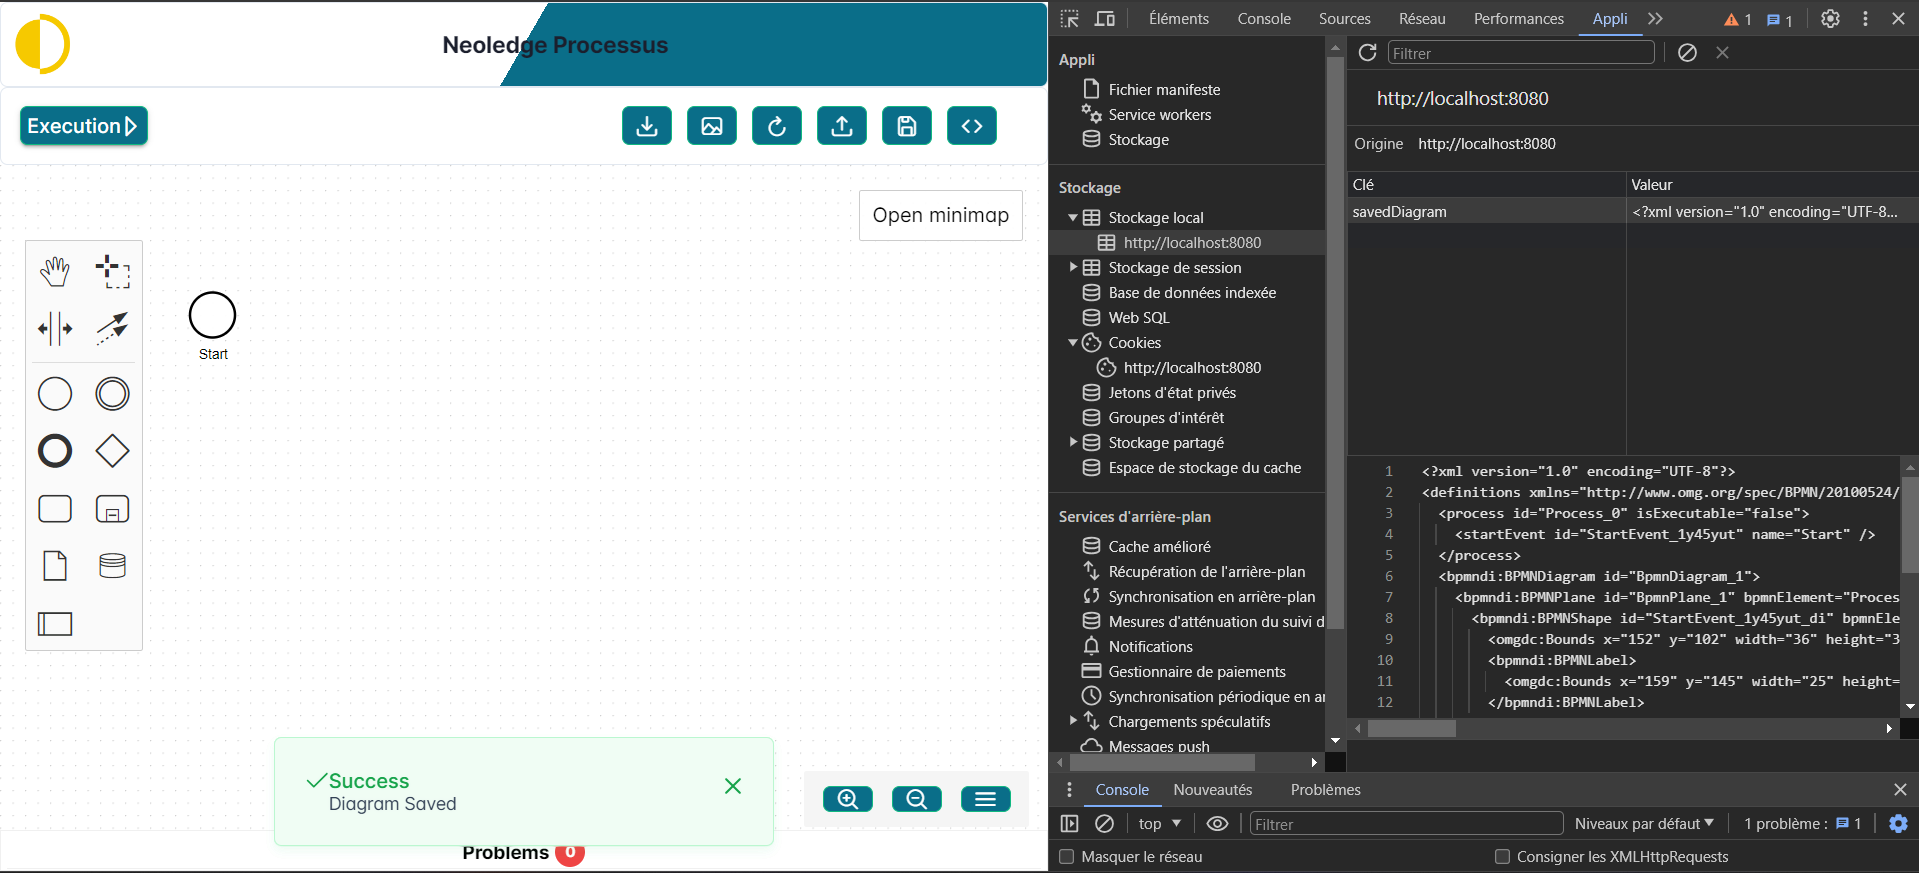 Neoledge Processus
Execution
Open minimap
Start
Success
Diagram Saved
Problems 0
Éléments Console Sources Réseau Performances Appli 1 1
Appli
Fichier manifeste
Service workers
Stockage
Stockage
Stockage local
http://localhost:8080
Stockage de session
Base de données indexée
Web SQL
Cookies
http://localhost:8080
Jetons d'état privés
Groupes d'intérêt
Stockage partagé
Espace de stockage du cache
Services d'arrière-plan
Cache amélioré
Récupération de l'arrière-plan
Synchronisation en arrière-plan
Mesures d'atténuation du suivi d
Notifications
Gestionnaire de paiements
Synchronisation périodique en ar
Chargements spéculatifs
Messages push
Filtrer
http://localhost:8080
Origine http://localhost:8080
Clé Valeur
savedDiagram <?xml version="1.0" encoding="UTF-8...
1 <?xml version="1.0" encoding="UTF-8"?>
2 <definitions xmlns="http://www.omg.org/spec/BPMN/20100524/
3 <process id="Process_0" isExecutable="false">
4 <startEvent id="StartEvent_1y45yut" name="Start" />
5 </process>
6 <bpmndi:BPMNDiagram id="BpmnDiagram_1">
7 <bpmndi:BPMNPlane id="BpmnPlane_1" bpmnElement="Proces
8 <bpmndi:BPMNShape id="StartEvent_1y45yut_di" bpmnEle
9 <omgdc:Bounds x="152" y="102" width="36" height="3
10 <bpmndi:BPMNLabel>
11 <omgdc:Bounds x="159" y="145" width="25" height=
12 </bpmndi:BPMNLabel>
Console Nouveautés Problèmes
top Filtrer Niveaux par défaut 1 problème : 1
Masquer le réseau Consigner les XMLHttpRequests